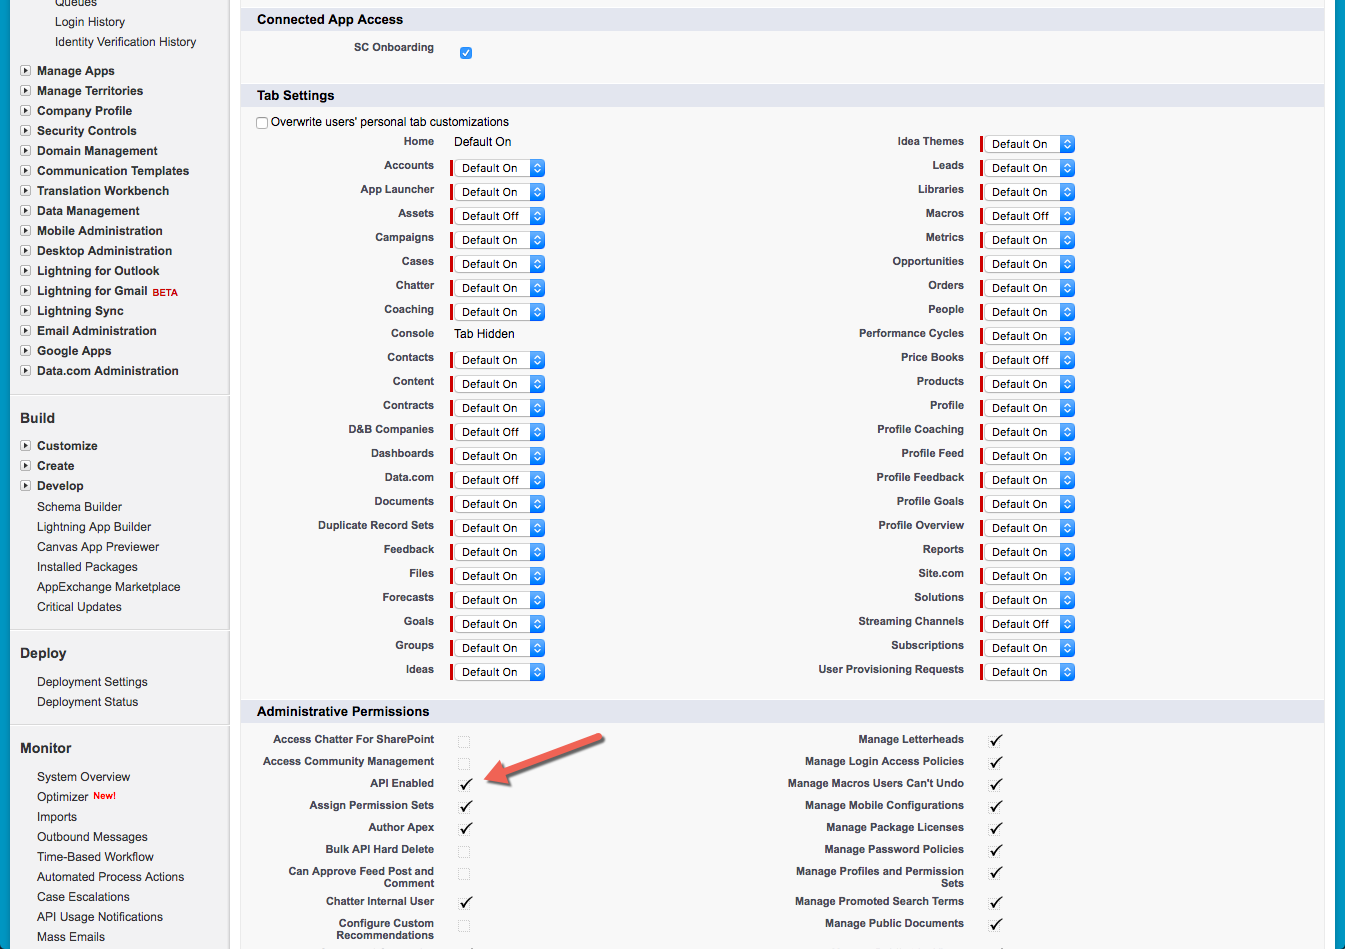 Queues
Login History
Identity Verification History
Manage Apps
Manage Territories
Company Profile
Security Controls
Domain Management
Communication Templates
Translation Workbench
Data Management
Mobile Administration
Desktop Administration
Lightning for Outlook
Lightning for Gmail BETA
Lightning Sync
Email Administration
Google Apps
Data.com Administration
Build
Customize
Create
Develop
Schema Builder
Lightning App Builder
Canvas App Previewer
Installed Packages
AppExchange Marketplace
Critical Updates
Deploy
Deployment Settings
Deployment Status
Monitor
System Overview
Optimizer New!
Imports
Outbound Messages
Time-Based Workflow
Automated Process Actions
Case Escalations
API Usage Notifications
Mass Emails
Connected App Access
SC Onboarding
Tab Settings
Overwrite users' personal tab customizations
Home Default On
Accounts Default On
App Launcher Default On
Assets Default Off
Campaigns Default On
Cases Default On
Chatter Default On
Coaching Default On
Console Tab Hidden
Contacts Default On
Content Default On
Contracts Default On
D&B Companies Default Off
Dashboards Default On
Data.com Default Off
Documents Default On
Duplicate Record Sets Default On
Feedback Default On
Files Default On
Forecasts Default On
Goals Default On
Groups Default On
Ideas Default On
Idea Themes Default On
Leads Default On
Libraries Default On
Macros Default Off
Metrics Default On
Opportunities Default On
Orders Default On
People Default On
Performance Cycles Default On
Price Books Default Off
Products Default On
Profile Default On
Profile Coaching Default On
Profile Feed Default On
Profile Feedback Default On
Profile Goals Default On
Profile Overview Default On
Reports Default On
Site.com Default On
Solutions Default On
Streaming Channels Default Off
Subscriptions Default On
User Provisioning Requests Default On
Administrative Permissions
Access Chatter For SharePoint
Access Community Management
API Enabled
Assign Permission Sets
Author Apex
Bulk API Hard Delete
Can Approve Feed Post and
Comment
Chatter Internal User
Configure Custom
Recommendations
Manage Letterheads
Manage Login Access Policies
Manage Macros Users Can't Undo
Manage Mobile Configurations
Manage Package Licenses
Manage Password Policies
Manage Profiles and Permission
Sets
Manage Promoted Search Terms
Manage Public Documents